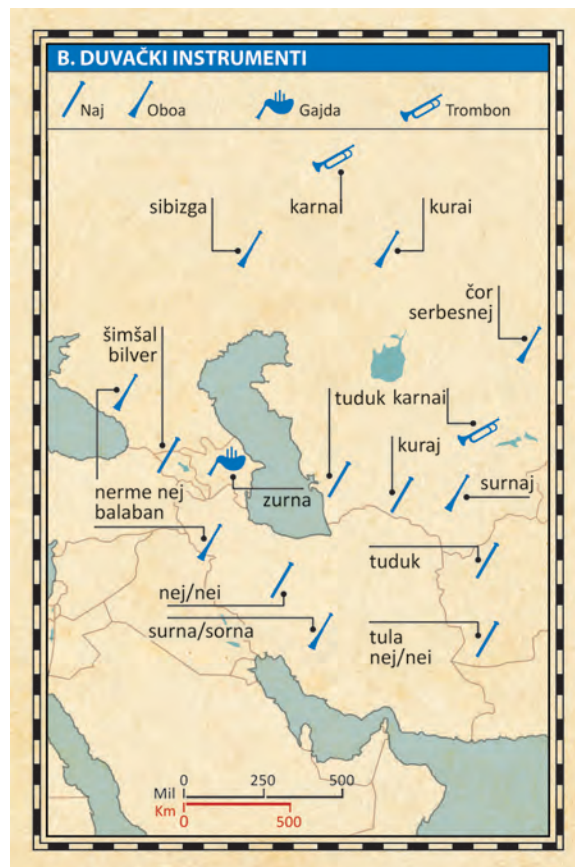 B. DUVAČKI INSTRUMENTI
Naj
Oboa
Gajda
Trombon
sibizga
karnai
kurai
čor
serbesnej
šimšal
bilver
tuduk
karnai
kuraj
surnaj
nerme nej
balaban
zurna
tuduk
nej/nei
surna/sorna
tula
nej/nei
0 250 500
Mil
Km
0 500